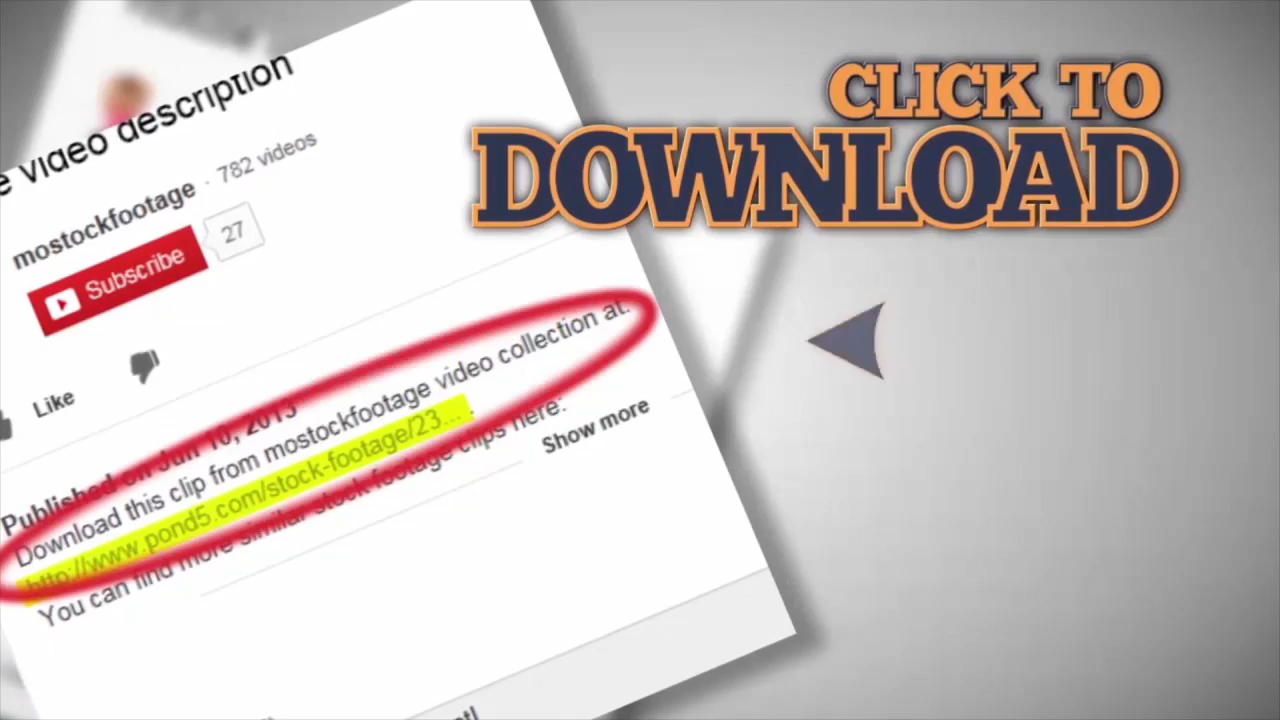 CLICK TO
DOWNLOAD
e video description
mostockfootage · 782 videos
Subscribe 27
Like
Published on Jun 10, 2013
Download this clip from mostockfootage video collection at:
http://www.pond5.com/stock-footage/23... .
You can find more similar stock footage clips here:
Show more